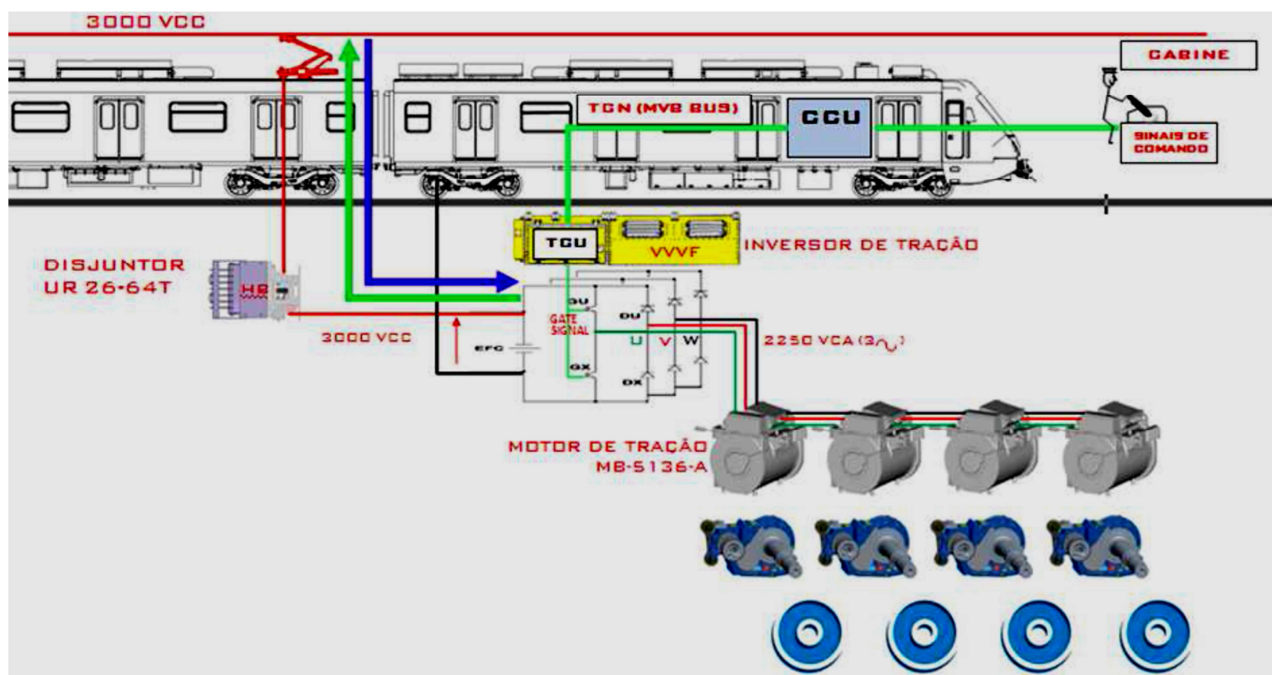 3000 VCC
CABINE
TCN (MVB BUS)
CCU
SINAIS DE
COMANDO
TCU
VVVF
INVERSOR DE TRAÇÃO
DISJUNTOR
UR 26-64T
HB
3000 VCC
GU
GATE
SIGNAL
DU
U
V
W
2250 VCA (3∿)
EFC
GX
DX
MOTOR DE TRAÇÃO
MB-5136-A